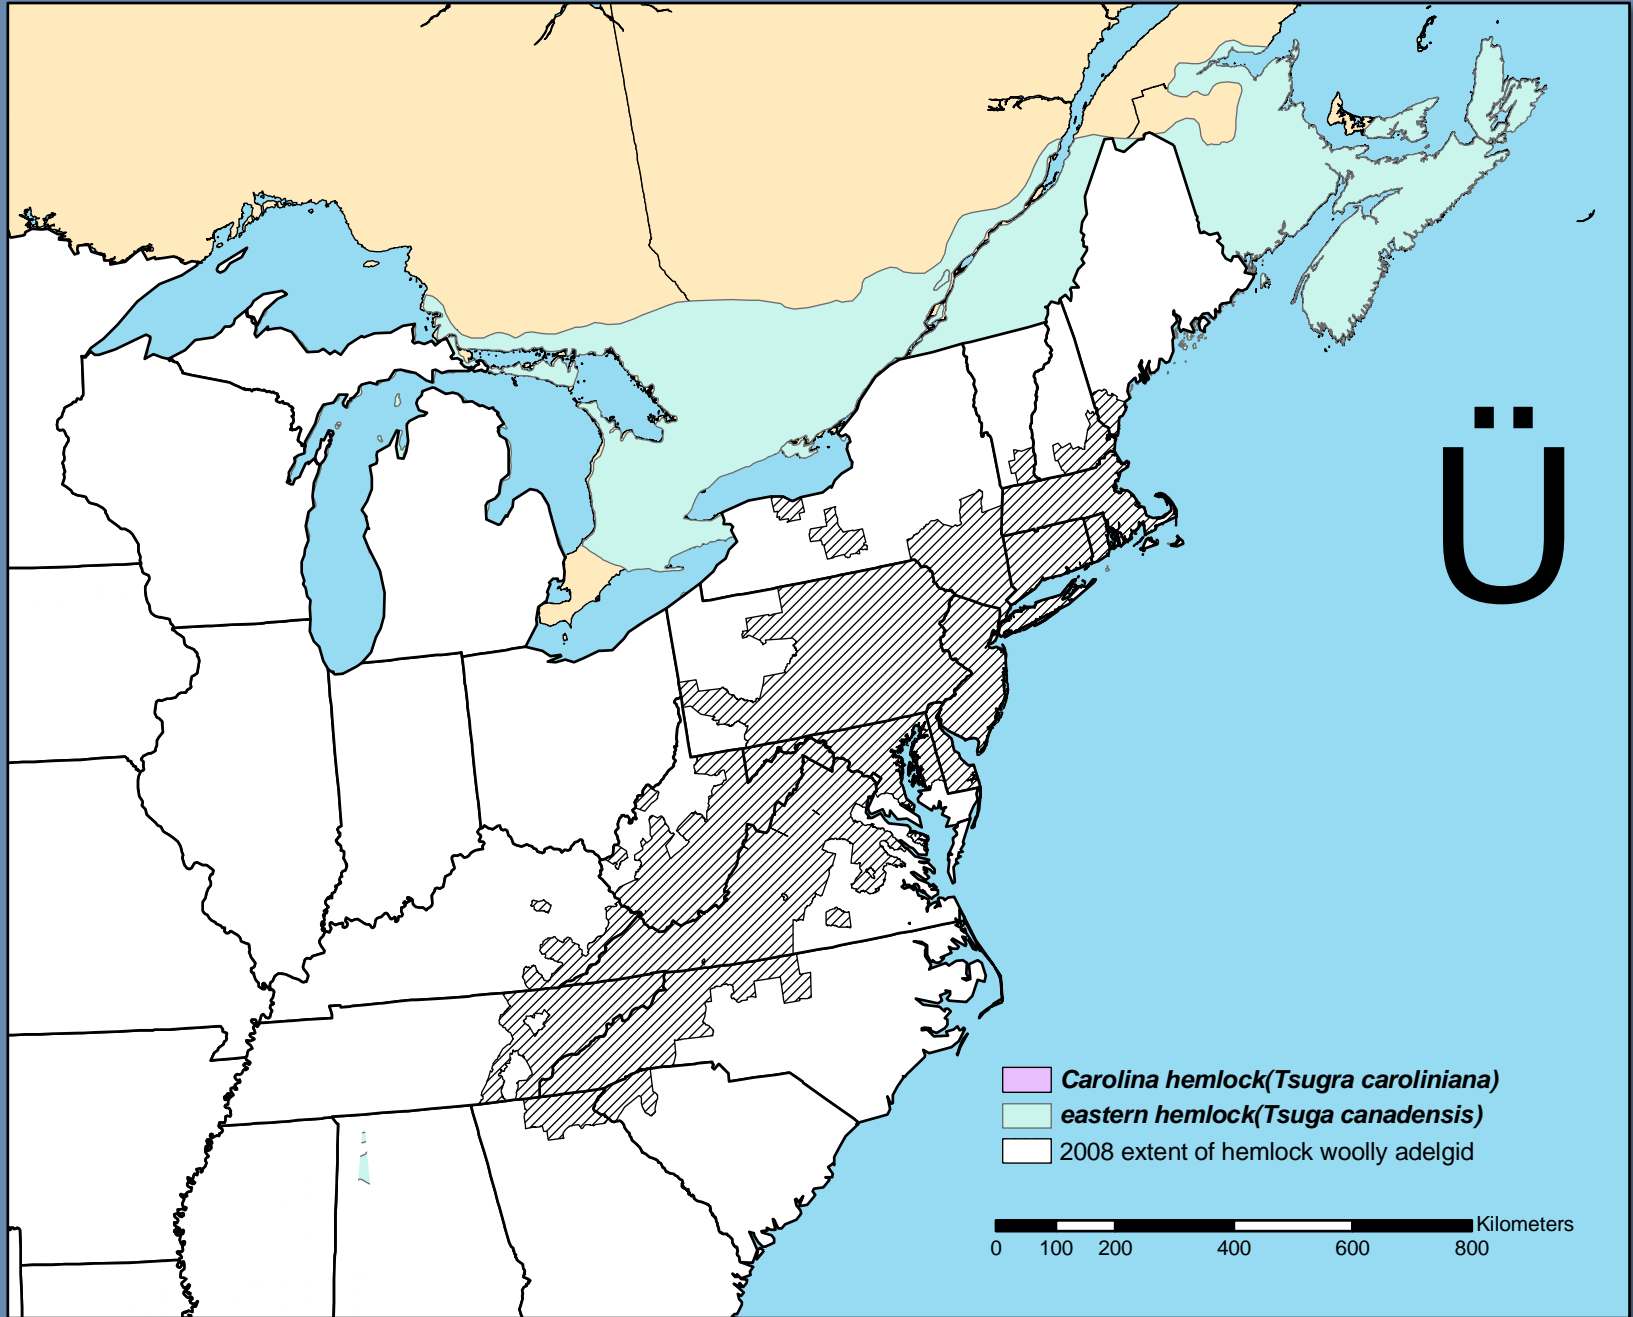 Ü
Carolina hemlock(Tsugra caroliniana)
eastern hemlock(Tsuga canadensis)
2008 extent of hemlock woolly adelgid
Kilometers
0 100 200 400 600 800